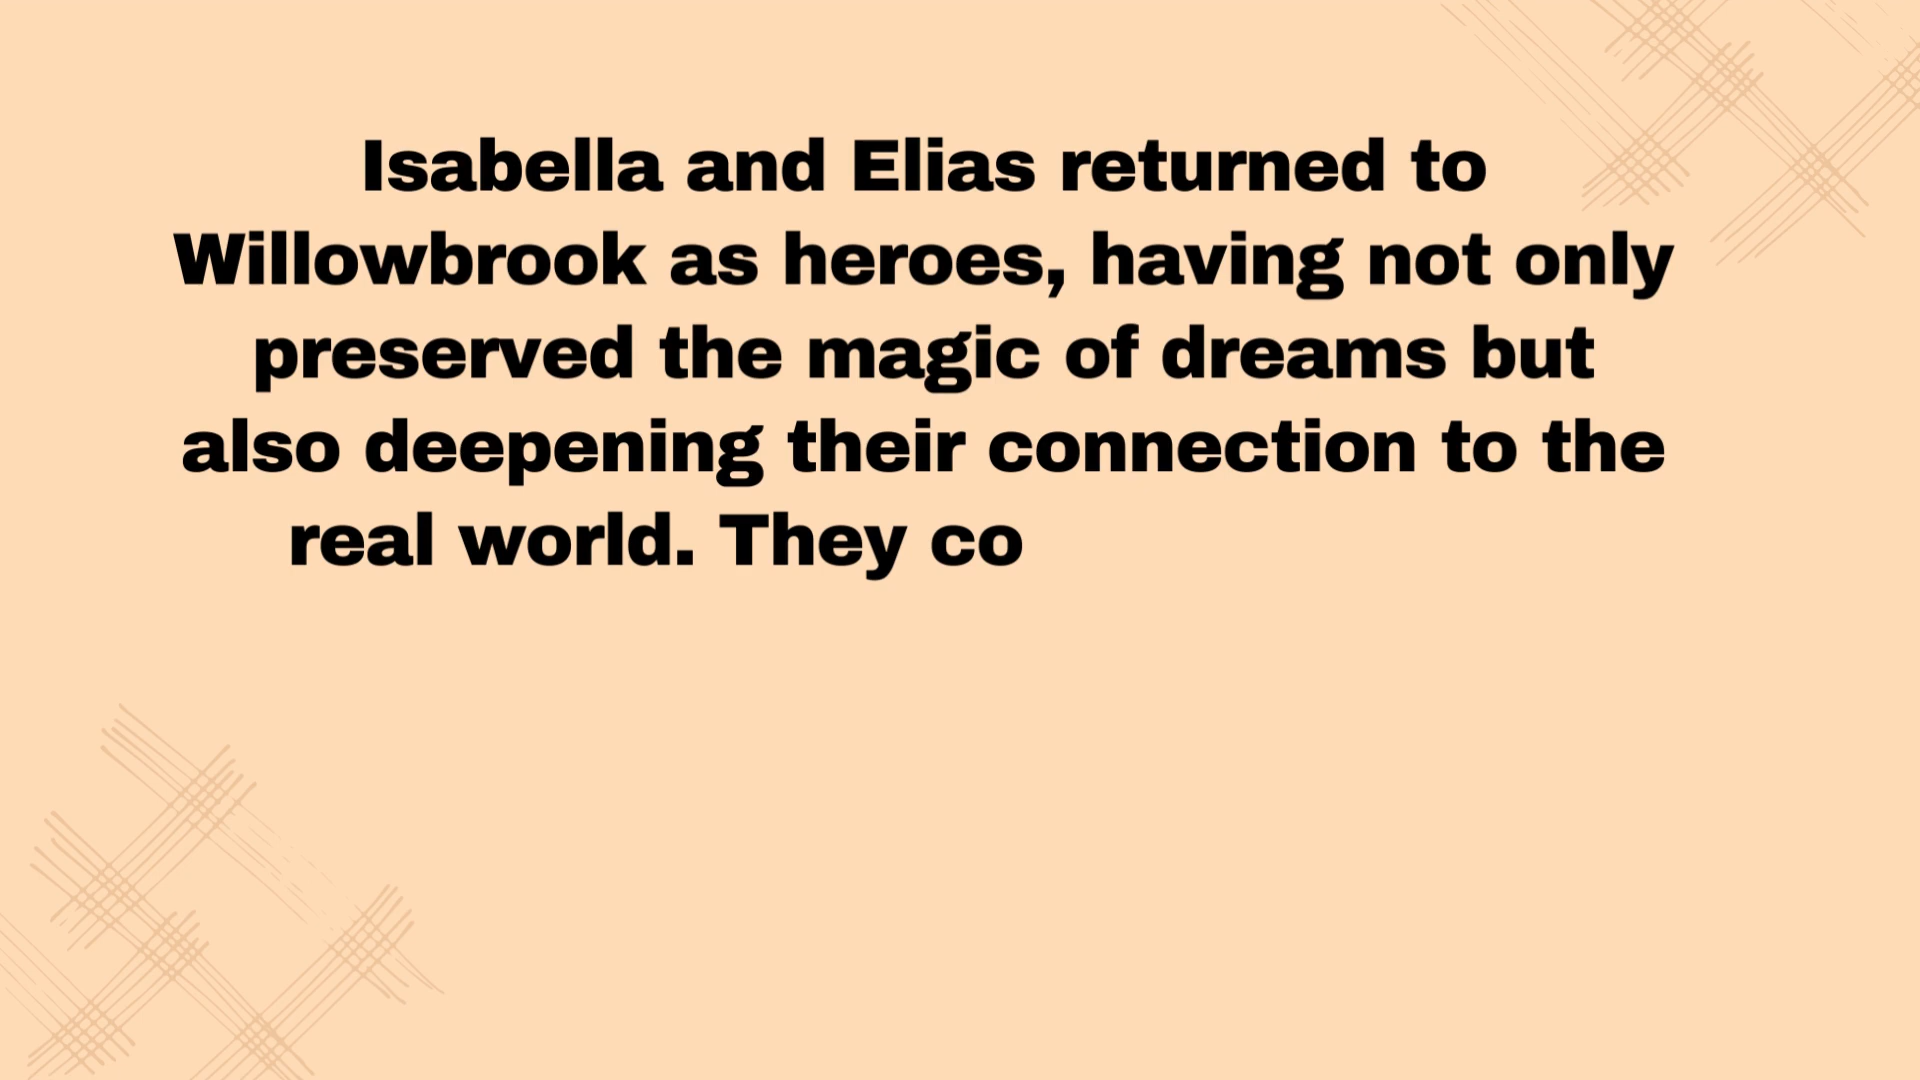 Isabella and Elias returned to
Willowbrook as heroes, having not only
preserved the magic of dreams but
also deepening their connection to the
real world. They co